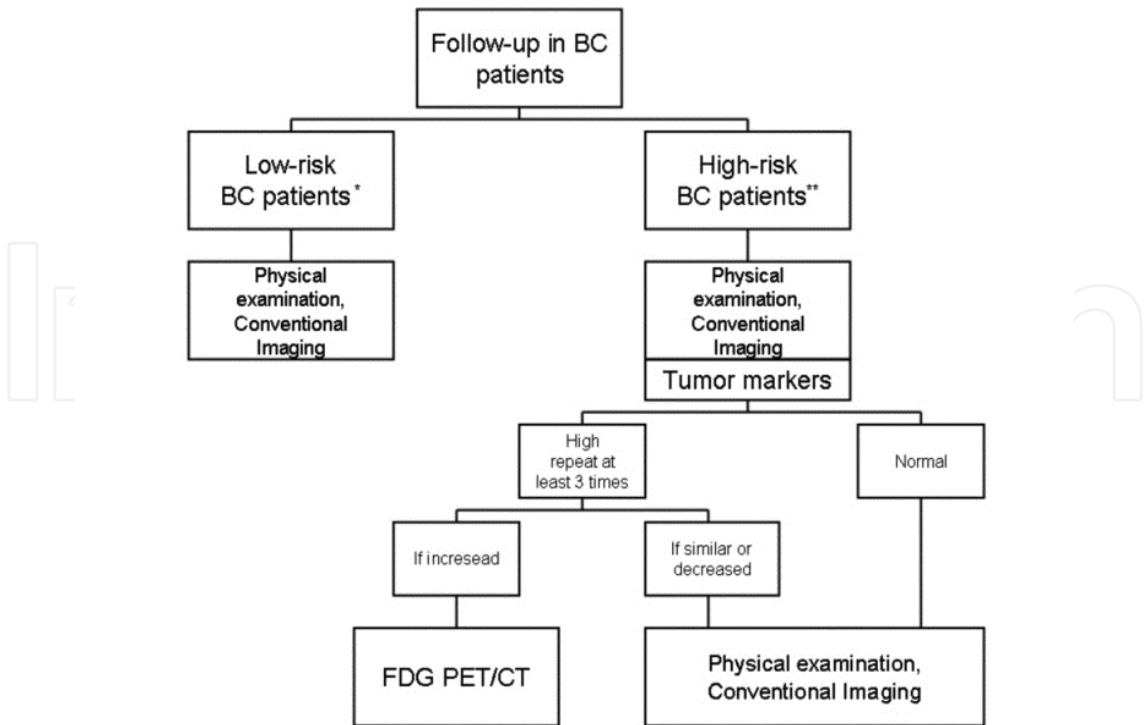 Follow-up in BC
patients
Low-risk
BC patients*
High-risk
BC patients**
Physical
examination,
Conventional
Imaging
Physical
examination,
Conventional
Imaging
Tumor markers
High
repeat at
least 3 times
Normal
If incresead
If similar or
decreased
FDG PET/CT
Physical examination,
Conventional Imaging